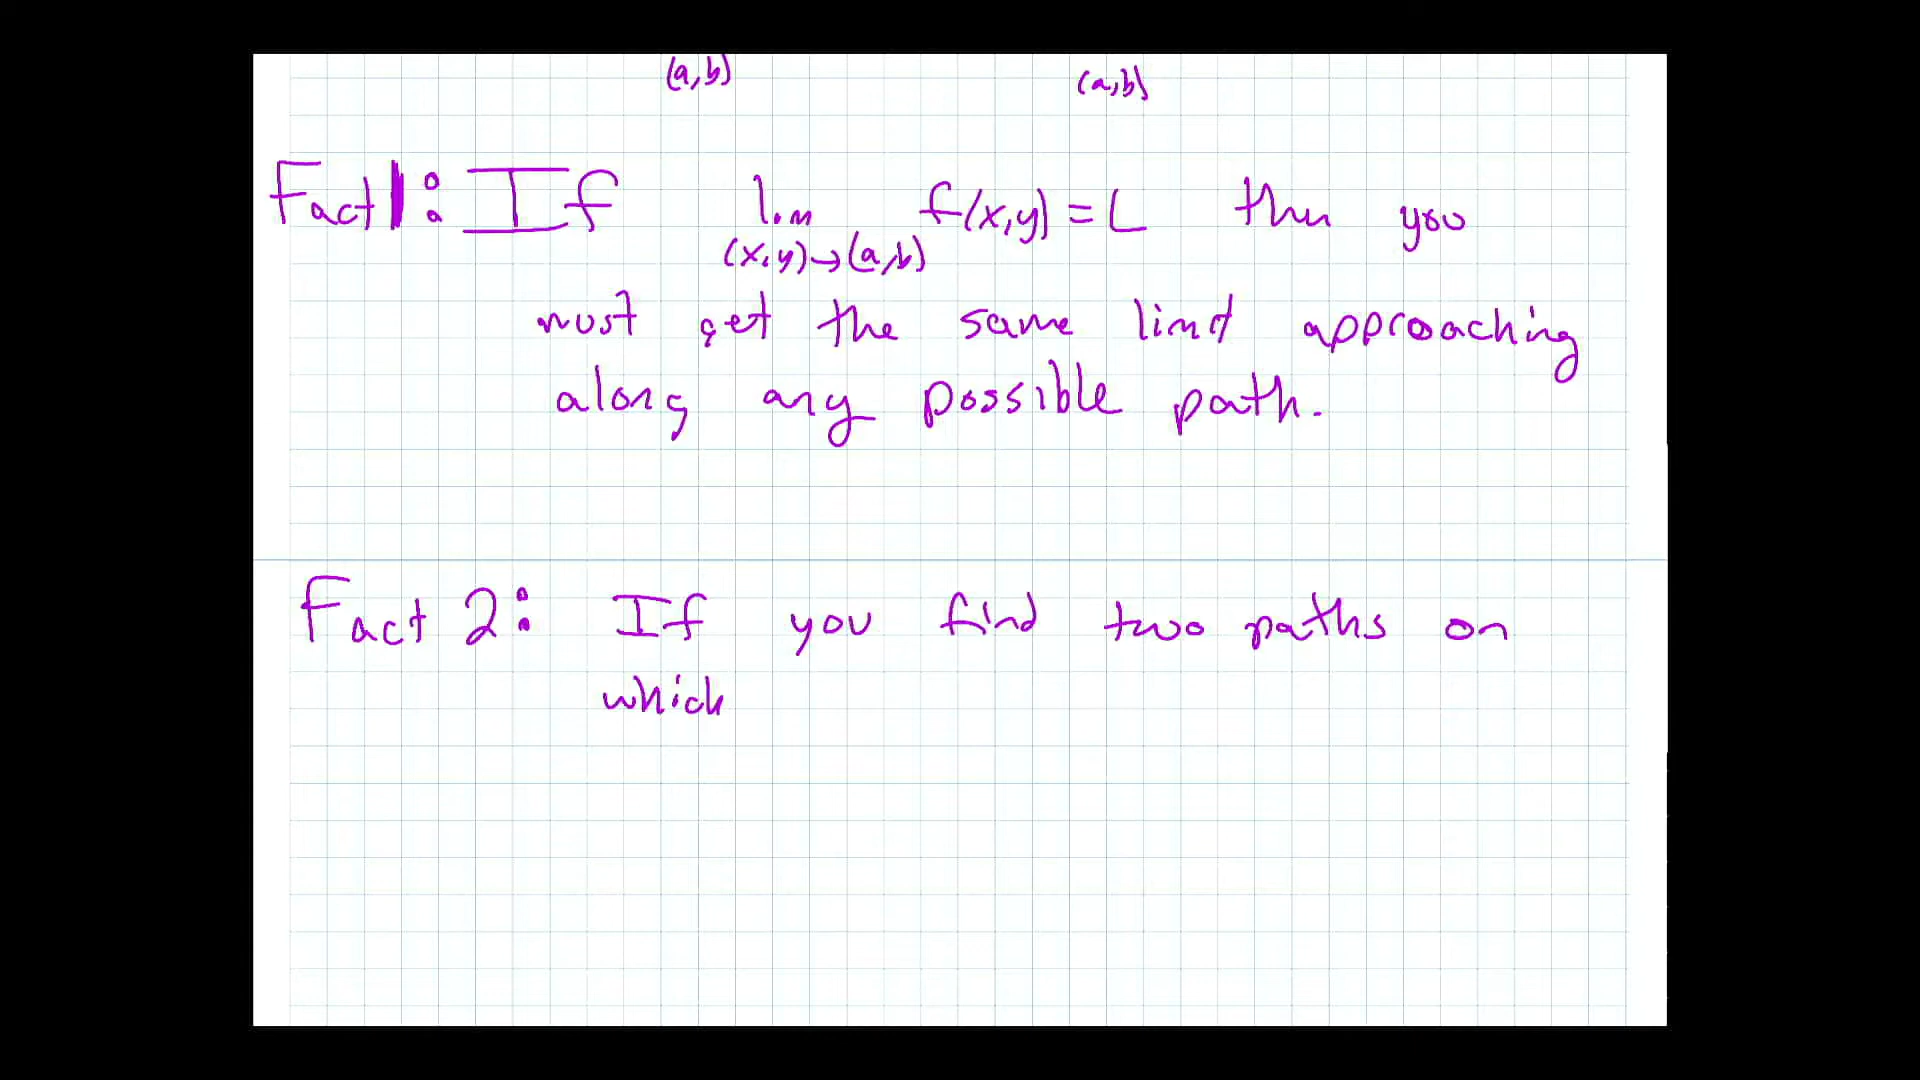 (a,b) (a,b)
Fact 1: If lim f(x,y) = L then you
(x,y)→(a,b)
must get the same limit approaching
along any possible path.
Fact 2: If you find two paths on
which